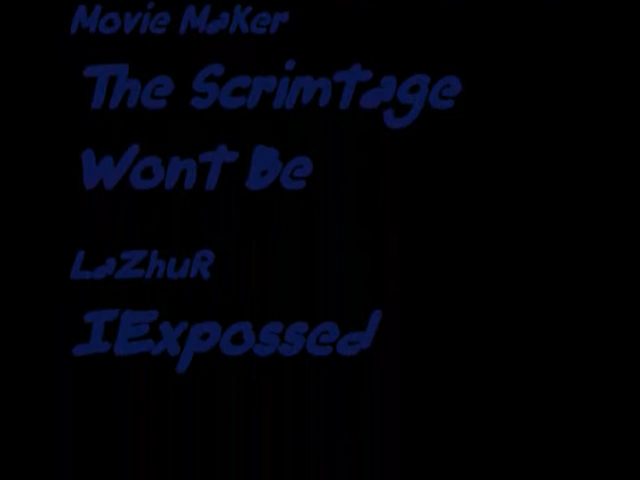 Movie Maker
The Scrimtage
Wont Be
LaZhuR
IExpossed